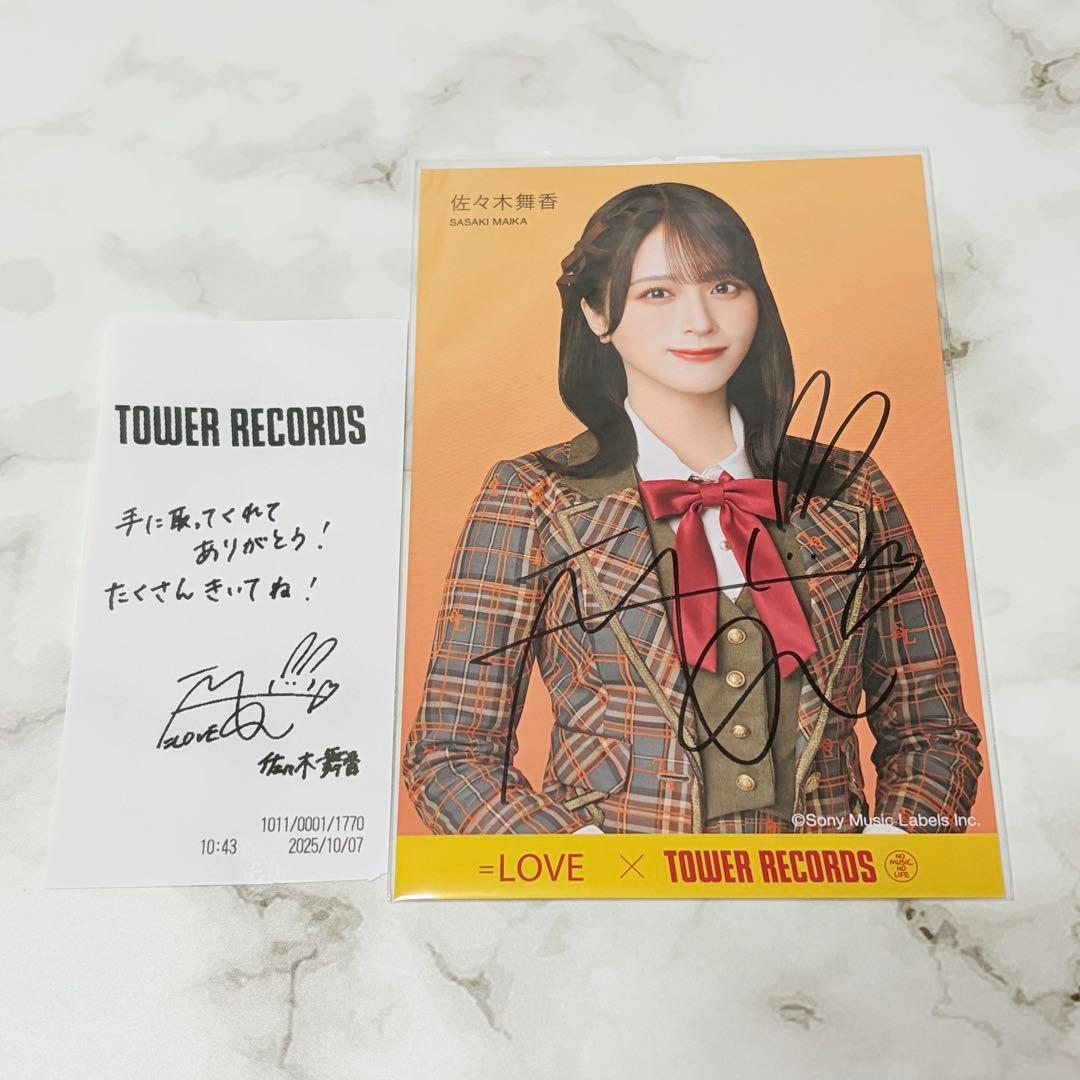 TOWER RECORDS
手に取ってくれて
ありがとう!
たくさんきいてね!
=LOVE
佐々木舞香
1011/0001/1770
10:43 2025/10/07
佐々木舞香
SASAKI MAIKA
©Sony Music Labels Inc.
=LOVE × TOWER RECORDS
NO
MUSIC,
NO
LIFE.